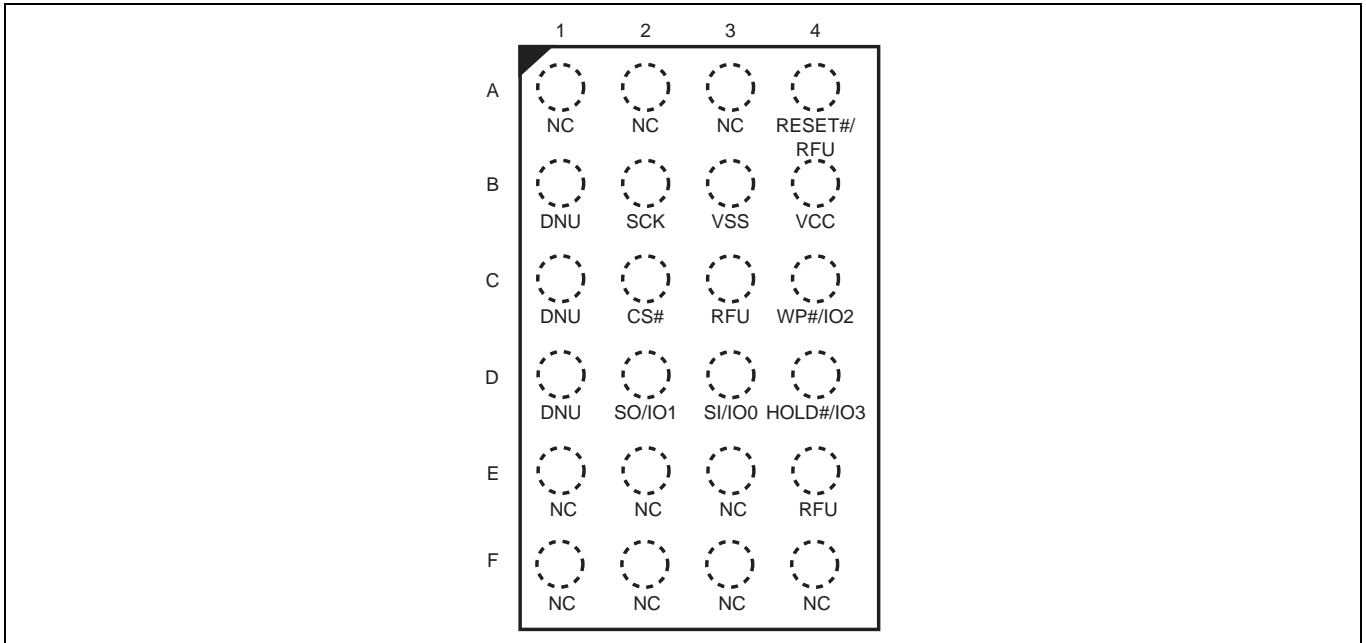 1 2 3 4
A
NC NC NC RESET#/
RFU
B
DNU SCK VSS VCC
C
DNU CS# RFU WP#/IO2
D
DNU SO/IO1 SI/IO0 HOLD#/IO3
E
NC NC NC RFU
F
NC NC NC NC